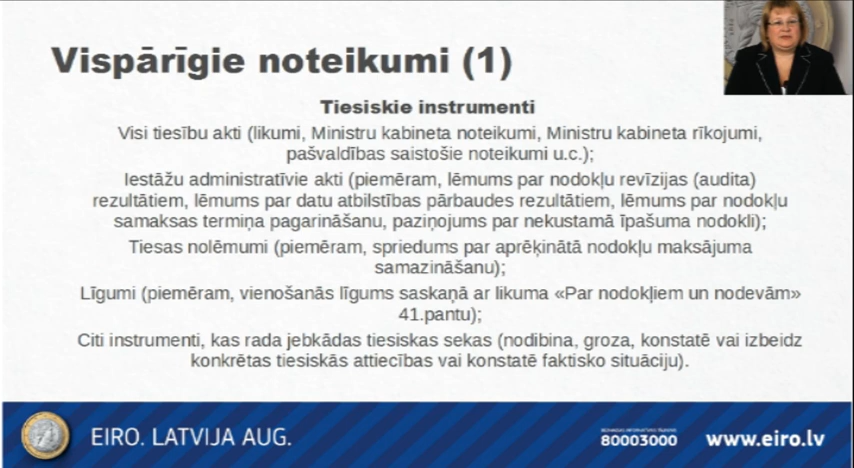 Vispārīgie noteikumi (1)
Tiesiskie instrumenti
Visi tiesību akti (likumi, Ministru kabineta noteikumi, Ministru kabineta rīkojumi,
pašvaldības saistošie noteikumi u.c.);
Iestāžu administratīvie akti (piemēram, lēmums par nodokļu revīzijas (audita)
rezultātiem, lēmums par datu atbilstības pārbaudes rezultātiem, lēmums par nodokļu
samaksas termiņa pagarināšanu, paziņojums par nekustamā īpašuma nodokli);
Tiesas nolēmumi (piemēram, spriedums par aprēķinātā nodokļu maksājuma
samazināšanu);
Līgumi (piemēram, vienošanās līgums saskaņā ar likuma «Par nodokļiem un nodevām»
41.pantu);
Citi instrumenti, kas rada jebkādas tiesiskas sekas (nodibina, groza, konstatē vai izbeidz
konkrētas tiesiskās attiecības vai konstatē faktisko situāciju).
EIRO. LATVIJA AUG.
80003000
www.eiro.lv